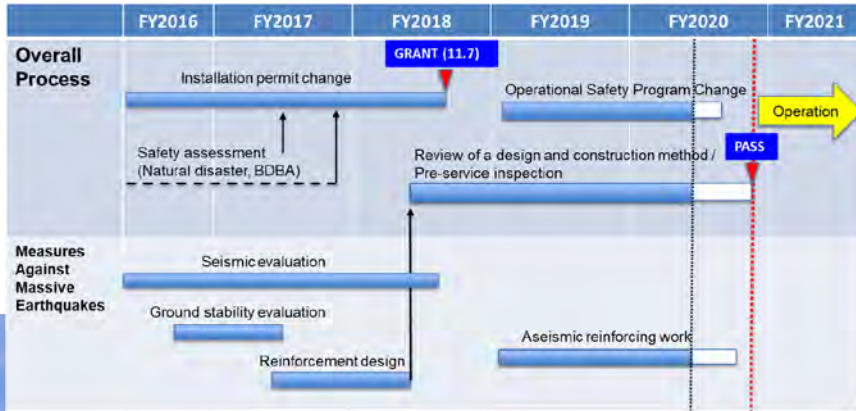 FY2016 FY2017 FY2018 FY2019 FY2020 FY2021
Overall
Process
GRANT (11.7)
Installation permit change
Operational Safety Program Change
Operation
Safety assessment
(Natural disaster, BDBA)
PASS
Review of a design and construction method /
Pre-service inspection
Measures
Against
Massive
Earthquakes
Seismic evaluation
Ground stability evaluation
Aseismic reinforcing work
Reinforcement design